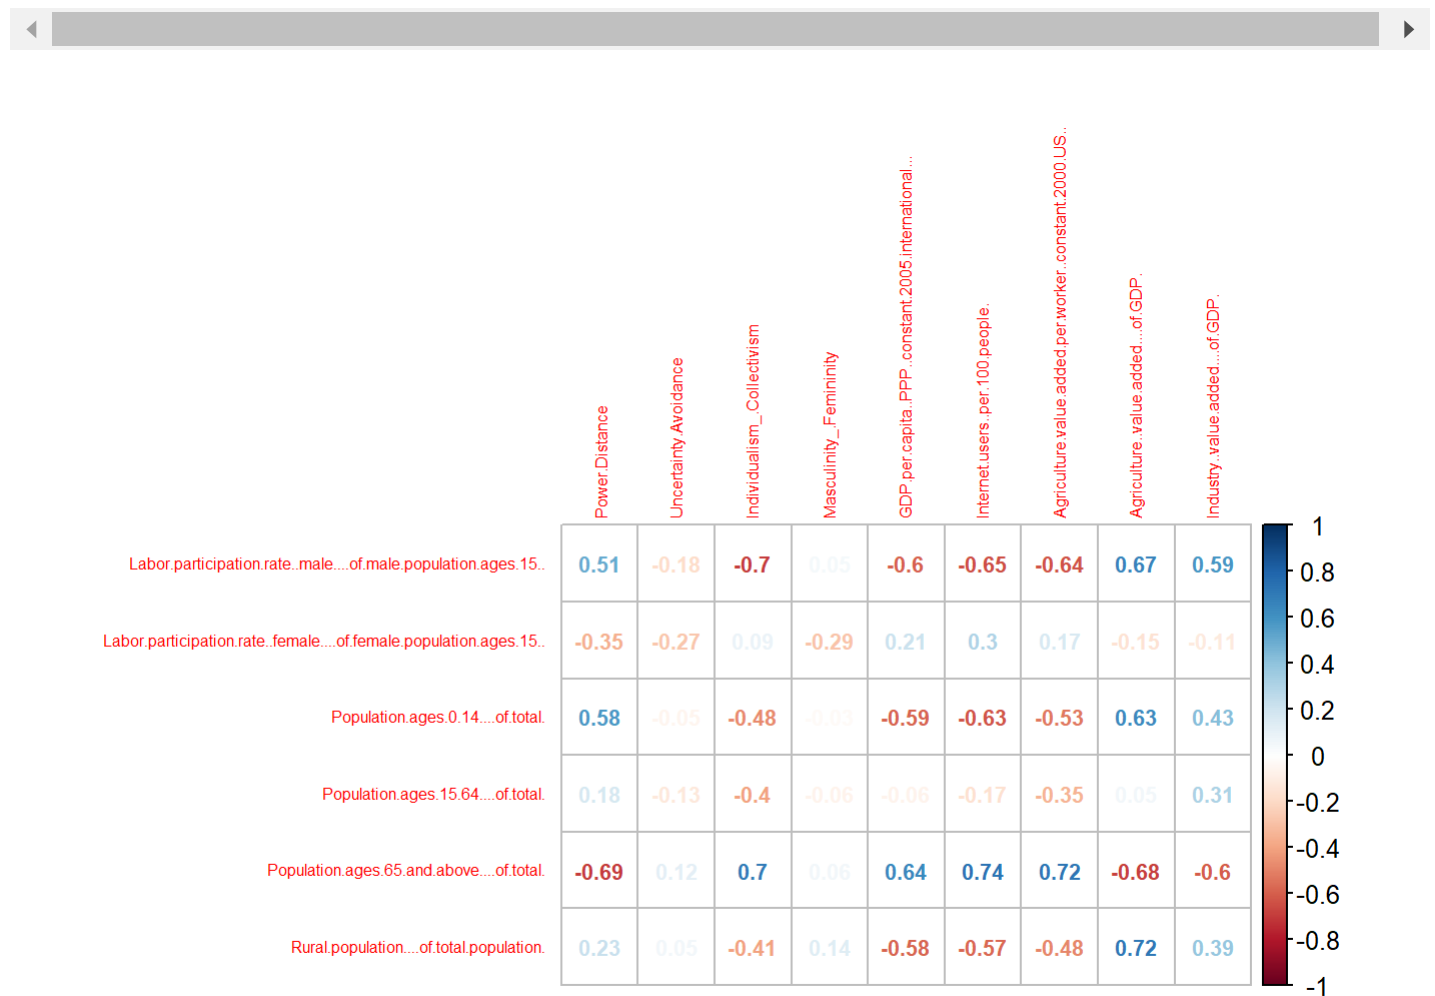 Power.Distance
Uncertainty.Avoidance
Individualism_.Collectivism
Masculinity_.Femininity
GDP.per.capita..PPP..constant.2005.international...
Internet.users..per.100.people.
Agriculture.value.added.per.worker..constant.2000.US..
Agriculture..value.added....of.GDP.
Industry..value.added....of.GDP.
Labor.participation.rate..male....of.male.population.ages.15.. 0.51 -0.18 -0.7 0.05 -0.6 -0.65 -0.64 0.67 0.59
Labor.participation.rate..female....of.female.population.ages.15.. -0.35 -0.27 0.09 -0.29 0.21 0.3 0.17 -0.15 -0.11
Population.ages.0.14....of.total. 0.58 -0.05 -0.48 -0.03 -0.59 -0.63 -0.53 0.63 0.43
Population.ages.15.64....of.total. 0.18 -0.13 -0.4 -0.06 -0.06 -0.17 -0.35 0.05 0.31
Population.ages.65.and.above....of.total. -0.69 0.12 0.7 0.06 0.64 0.74 0.72 -0.68 -0.6
Rural.population....of.total.population. 0.23 0.05 -0.41 0.14 -0.58 -0.57 -0.48 0.72 0.39
1
0.8
0.6
0.4
0.2
0
-0.2
-0.4
-0.6
-0.8
-1